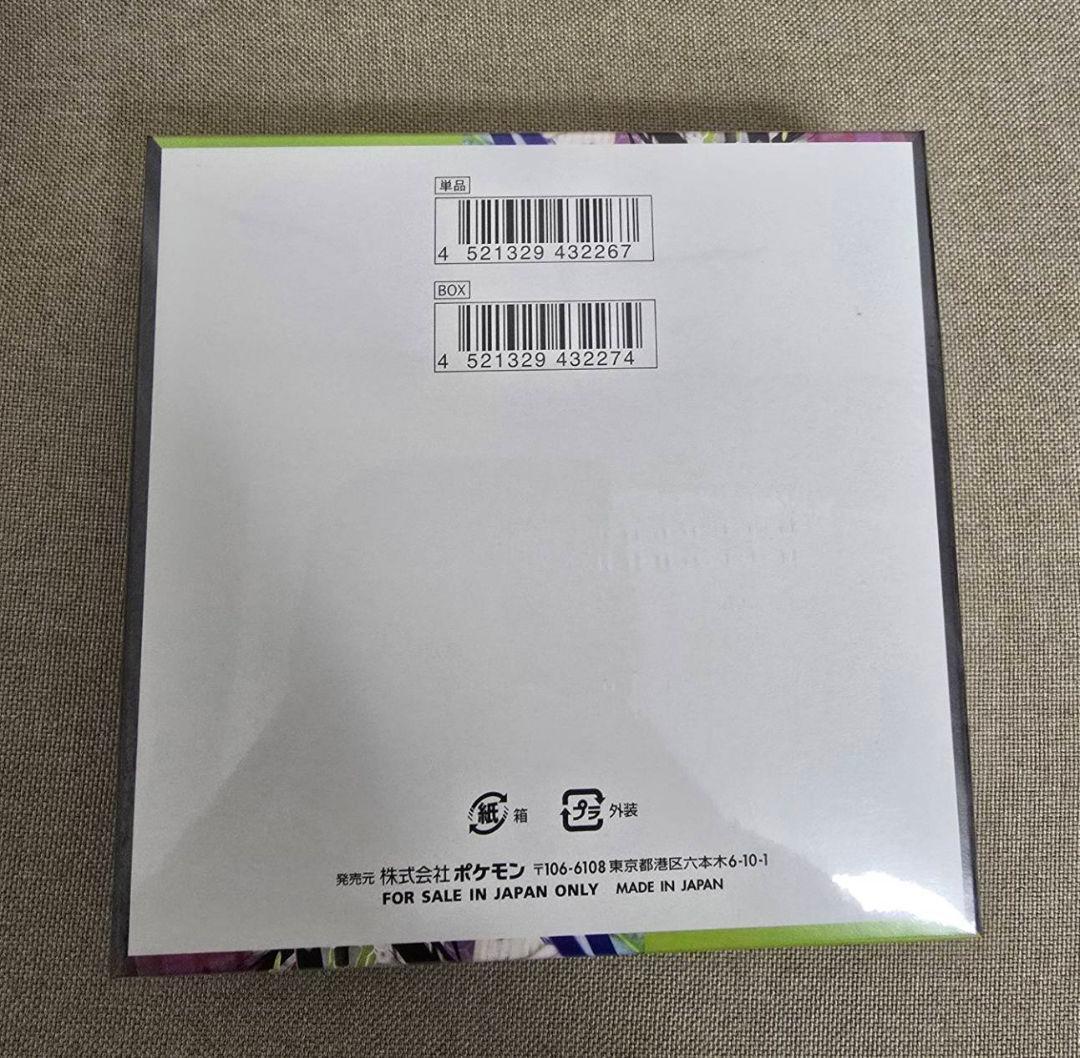 単品
4 521329 432267
BOX
4 521329 432274
紙 箱 プラ 外装
発売元 株式会社ポケモン 〒106-6108 東京都港区六本木6-10-1
FOR SALE IN JAPAN ONLY MADE IN JAPAN